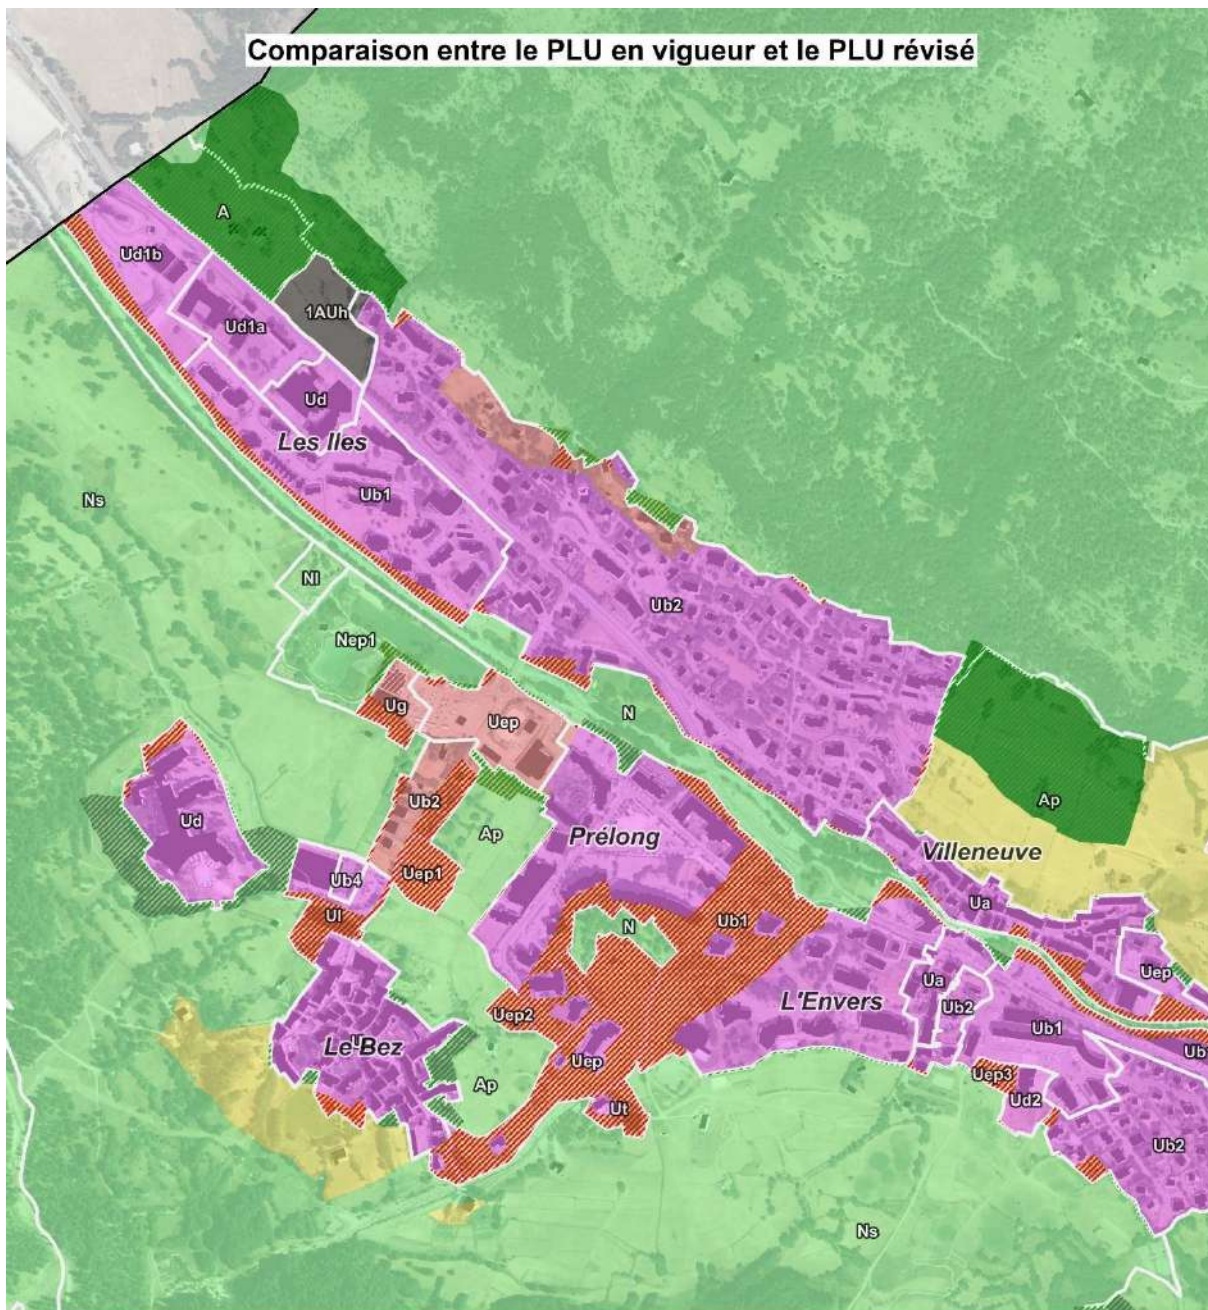 Comparaison entre le PLU en vigueur et le PLU révisé
A
Ud1b
1AUh
Ud1a
Ud
Les Iles
Ub1
Ns
Nl
Ub2
Nep1
Ug
Uep
N
Ub2
Ap
Ud
Ap
Prélong
Villeneuve
Ub4
Uep1
Ua
Ul
Ub1
N
Uep
Ua
L'Envers
Ub2
Uep2
Ub1
Le Bez
Uep
Uep3
Ap
Ud2
Ut
Ub2
Ns